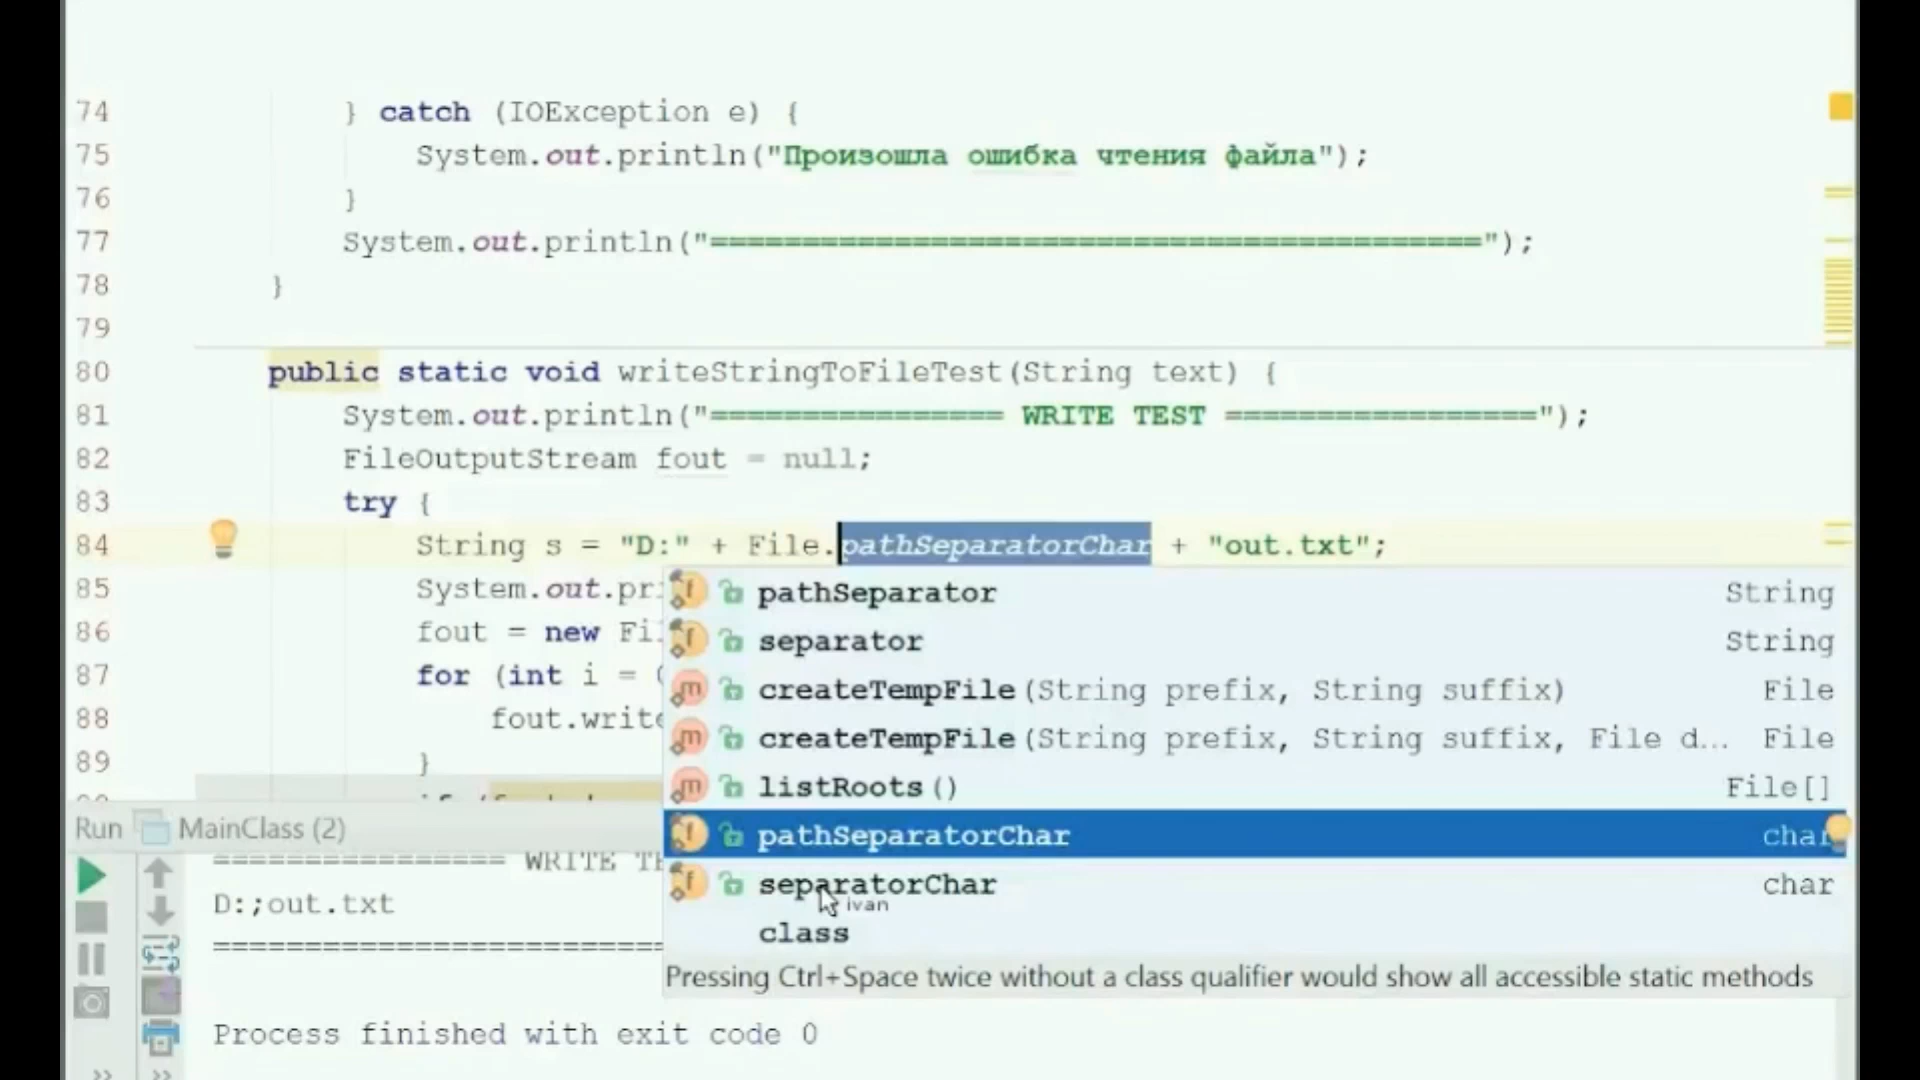 74 } catch (IOException e) {
75 System.out.println("Произошла ошибка чтения файла");
76 }
77 System.out.println("==========================================");
78 }
79
80 public static void writeStringToFileTest(String text) {
81 System.out.println("================ WRITE TEST =================");
82 FileOutputStream fout = null;
83 try {
84 String s = "D:" + File.pathSeparatorChar + "out.txt";
85 System.out.pri
86 fout = new Fi
87 for (int i =
88 fout.write
89 }
pathSeparator String
separator String
createTempFile(String prefix, String suffix) File
createTempFile(String prefix, String suffix, File d... File
listRoots() File[]
pathSeparatorChar char
separatorChar char
ivan
class
Pressing Ctrl+Space twice without a class qualifier would show all accessible static methods
Run MainClass (2)
================ WRITE TE
D:;out.txt
=========================
Process finished with exit code 0